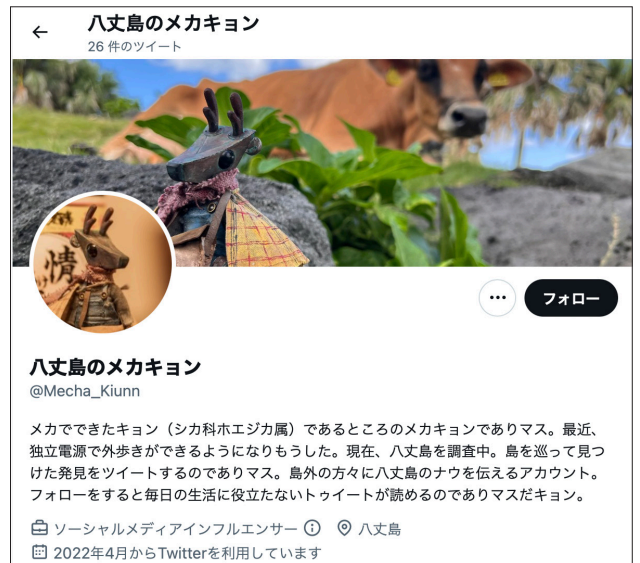 八丈島のメカキョン
26 件のツイート
情
フォロー
八丈島のメカキョン
@Mecha_Kiunn
メカでできたキョン（シカ科ホエジカ属）であるところのメカキョンでありマス。最近、
独立電源で外歩きができるようになりもうした。現在、八丈島を調査中。島を巡って見つ
けた発見をツイートするのでありマス。島外の方々に八丈島のナウを伝えるアカウント。
フォローをすると毎日の生活に役立たないトゥイートが読めるのでありマスだキョン。
ソーシャルメディアインフルエンサー 八丈島
2022年4月からTwitterを利用しています